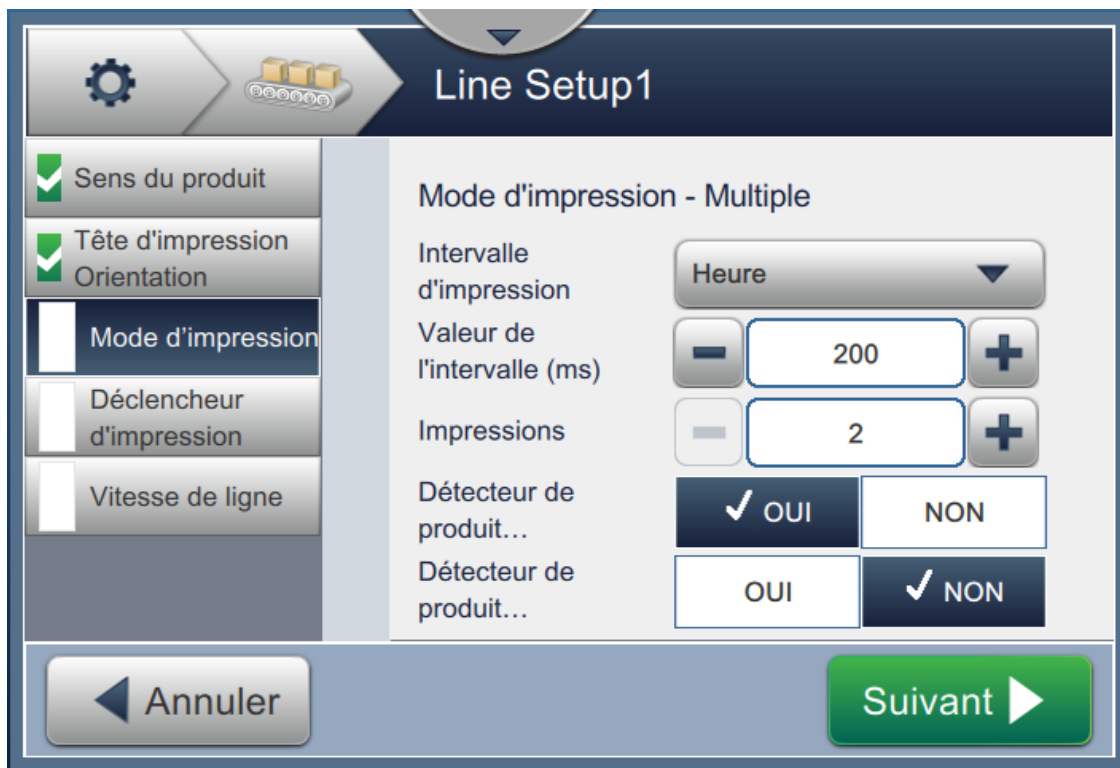 Line Setup1
Sens du produit
Tête d'impression
Orientation
Mode d’impression
Déclencheur
d'impression
Vitesse de ligne
Mode d'impression - Multiple
Intervalle
d'impression
Heure
Valeur de
l'intervalle (ms)
200
Impressions
2
Détecteur de
produit...
OUI
NON
Détecteur de
produit...
OUI
NON
Annuler
Suivant